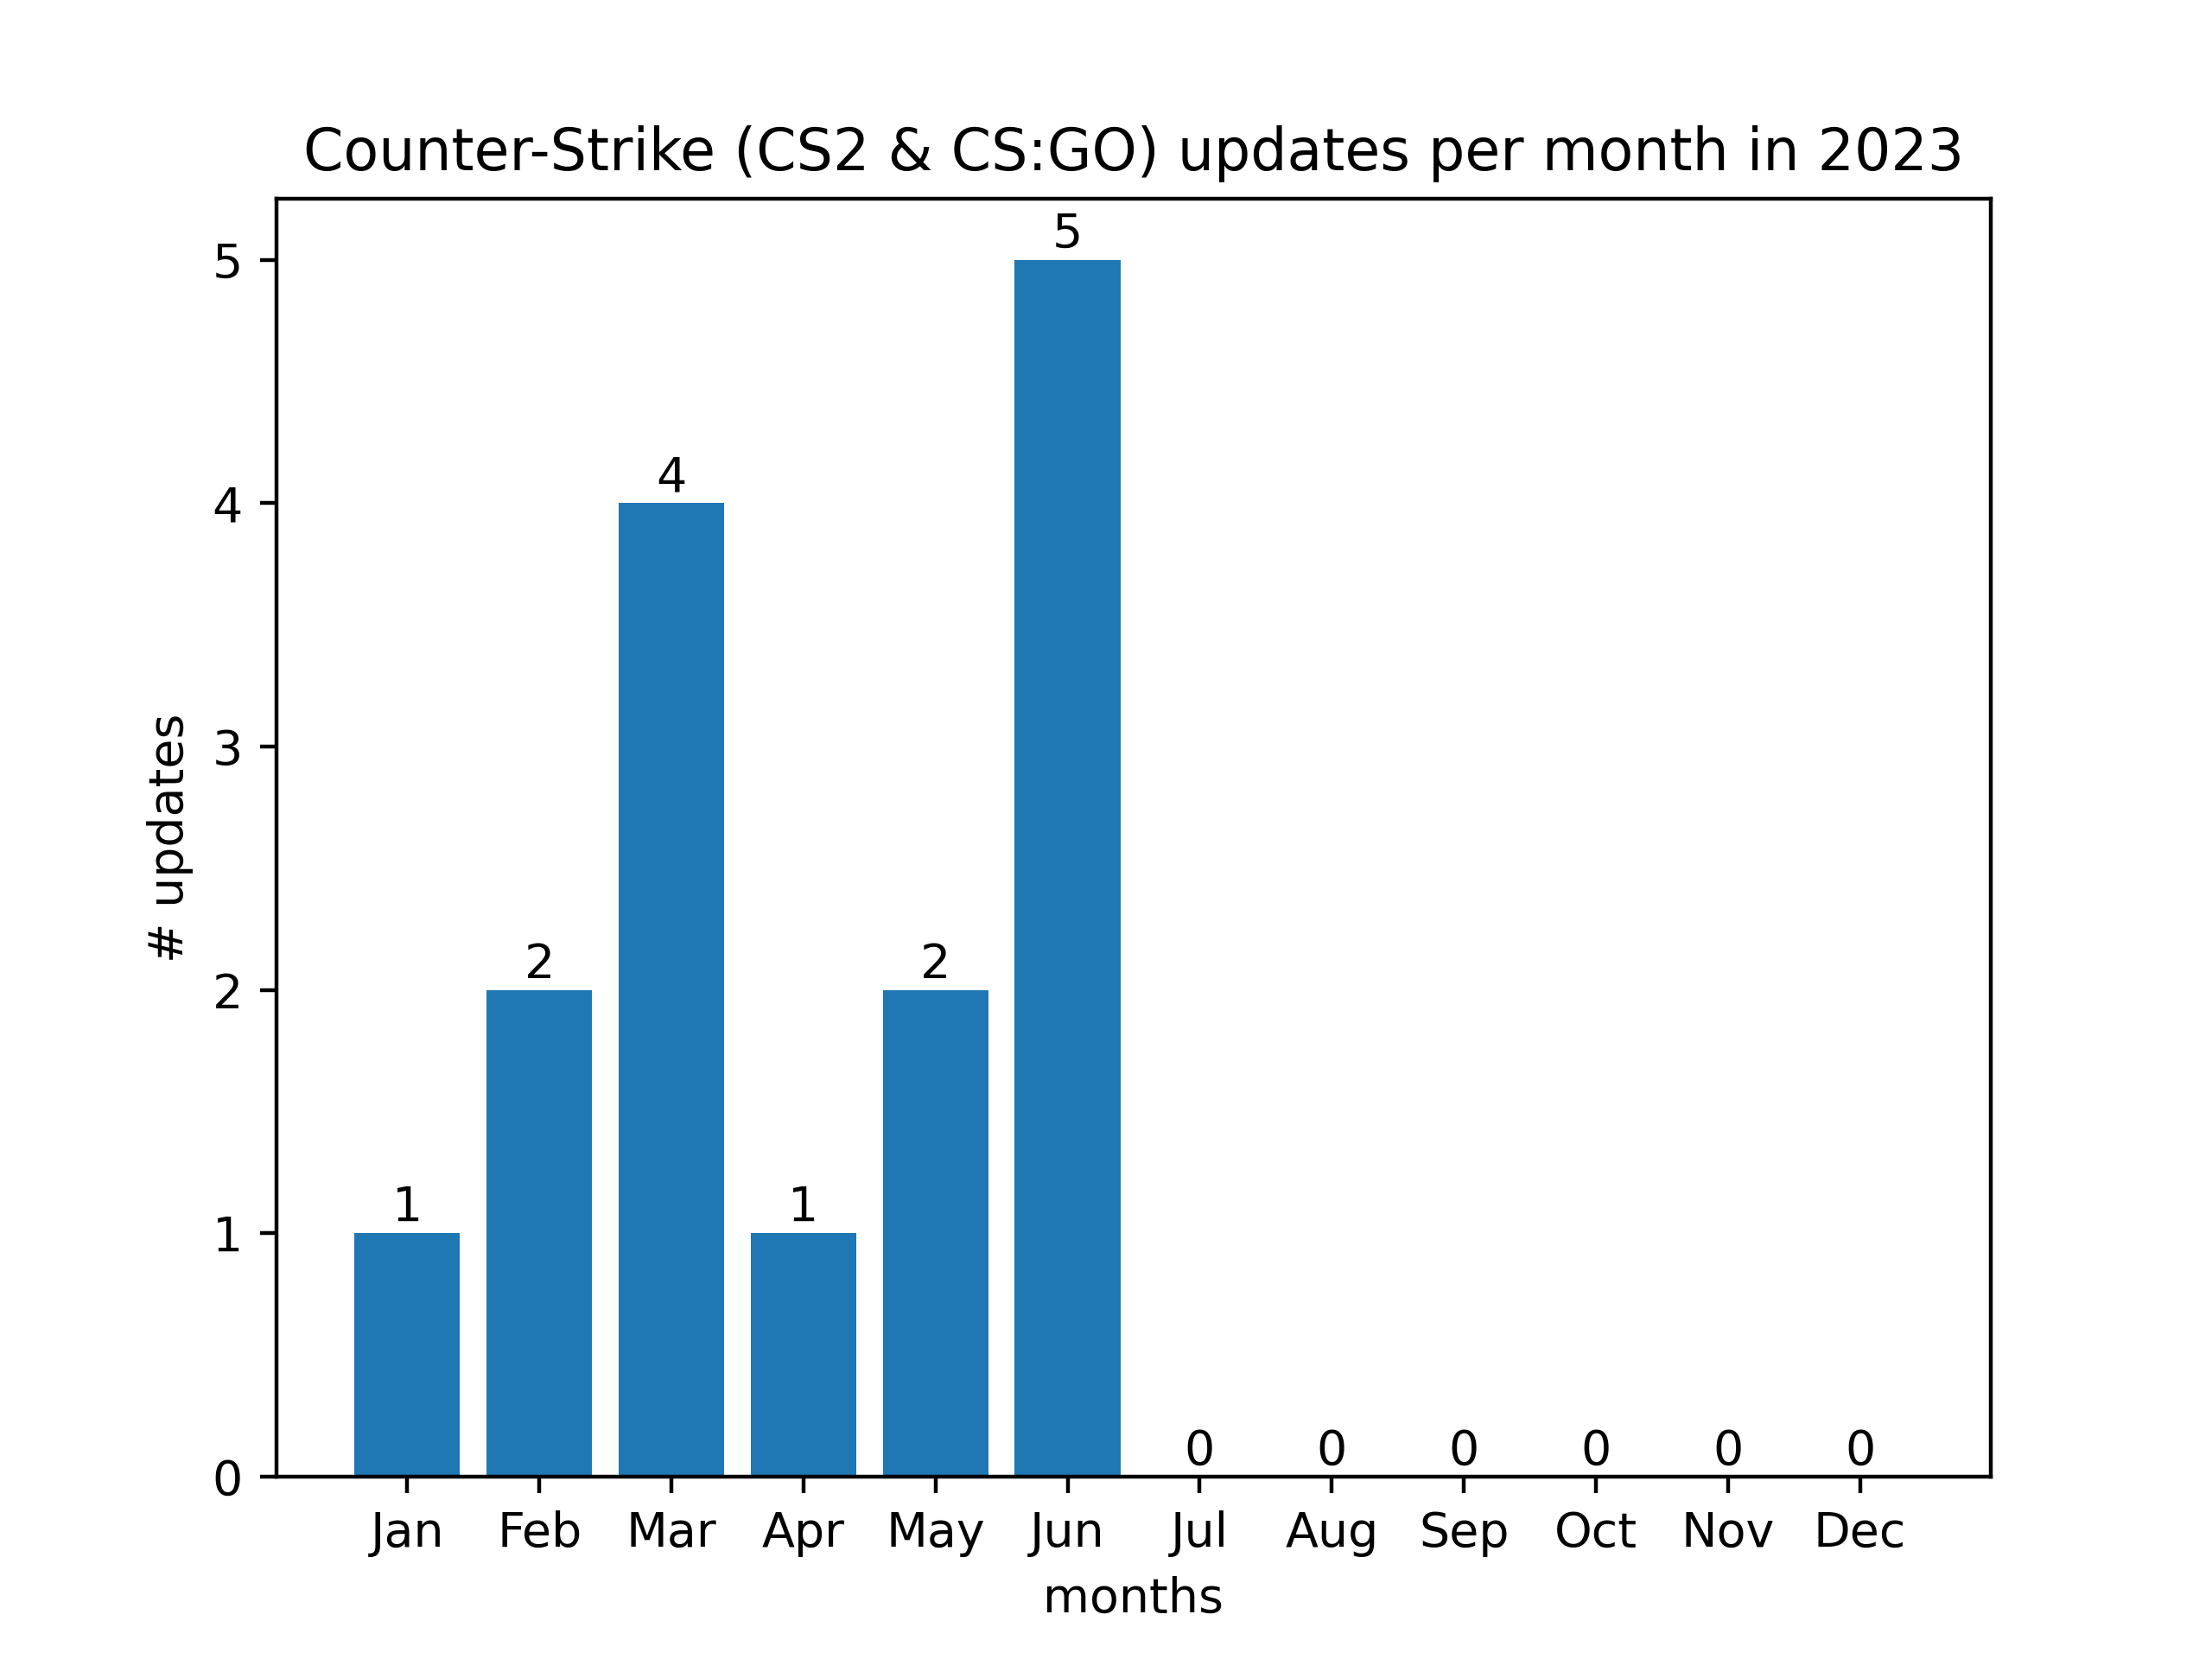 Counter-Strike (CS2 & CS:GO) updates per month in 2023
5
5
4
4
3
# updates
2
2
2
1
1
1
0
0 0 0 0 0 0
Jan Feb Mar Apr May Jun Jul Aug Sep Oct Nov Dec
months